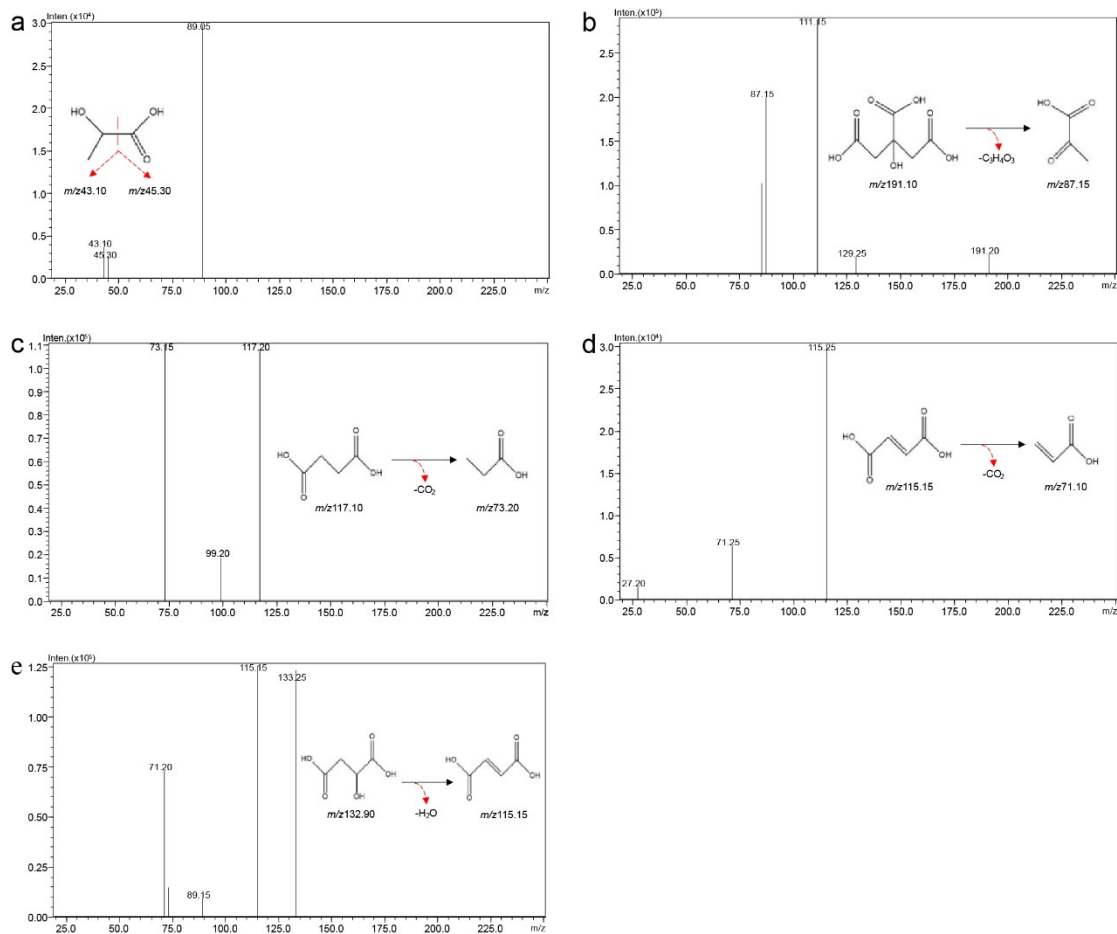 a
Inten.(x10⁴)
3.0
2.5
2.0
1.5
1.0
0.5
0.0
89.05
43.10
45.30
HO
OH
O
m/z43.10 m/z45.30
25.0 50.0 75.0 100.0 125.0 150.0 175.0 200.0 225.0 m/z
b
Inten.(x10⁵)
2.5
2.0
1.5
1.0
0.5
0.0
111.15
87.15
129.25
191.20
O
OH
O
O
HO
OH
OH
m/z191.10
-C₃H₄O₃
HO
O
O
m/z87.15
25.0 50.0 75.0 100.0 125.0 150.0 175.0 200.0 225.0 m/z
c
Inten.(x10⁵)
1.1
1.0
0.9
0.8
0.7
0.6
0.5
0.4
0.3
0.2
0.1
0.0
73.15
117.20
99.20
O
HO
OH
O
m/z117.10
-CO₂
O
OH
m/z73.20
25.0 50.0 75.0 100.0 125.0 150.0 175.0 200.0 225.0 m/z
d
Inten.(x10⁴)
3.0
2.5
2.0
1.5
1.0
0.5
0.0
115.25
71.25
27.20
O
HO
OH
O
m/z115.15
-CO₂
O
OH
m/z71.10
25.0 50.0 75.0 100.0 125.0 150.0 175.0 200.0 225.0 m/z
e
Inten.(x10⁵)
1.25
1.00
0.75
0.50
0.25
0.00
115.15
133.25
71.20
89.15
O
HO
OH
O
OH
m/z132.90
-H₂O
O
HO
OH
O
m/z115.15
25.0 50.0 75.0 100.0 125.0 150.0 175.0 200.0 225.0 m/z